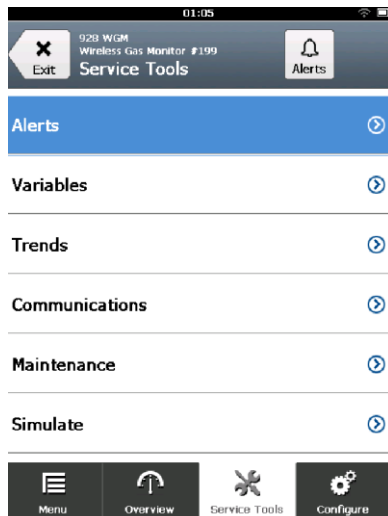 01:05
928 WGM
Wireless Gas Monitor #199
Service Tools
Exit
Alerts
Alerts
Variables
Trends
Communications
Maintenance
Simulate
Menu
Overview
Service Tools
Configure